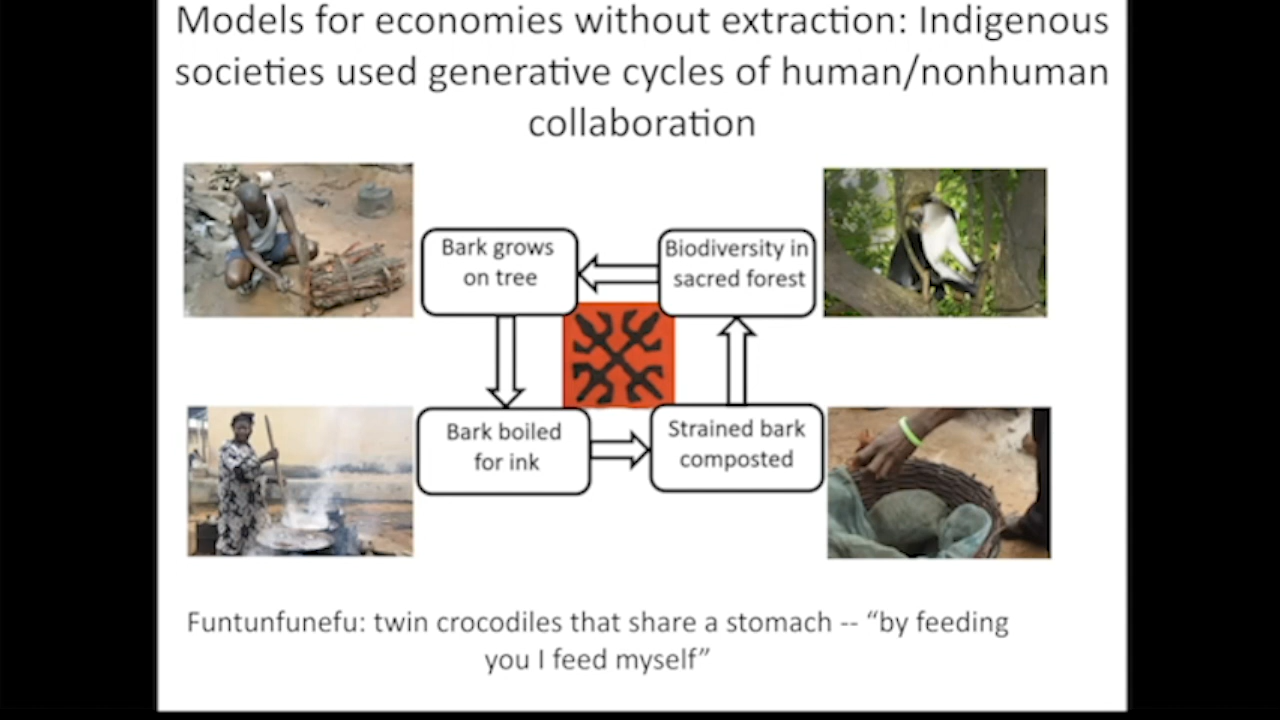 Models for economies without extraction: Indigenous
societies used generative cycles of human/nonhuman
collaboration
Bark grows
on tree
Biodiversity in
sacred forest
Bark boiled
for ink
Strained bark
composted
Funtunfunefu: twin crocodiles that share a stomach -- “by feeding
you I feed myself”